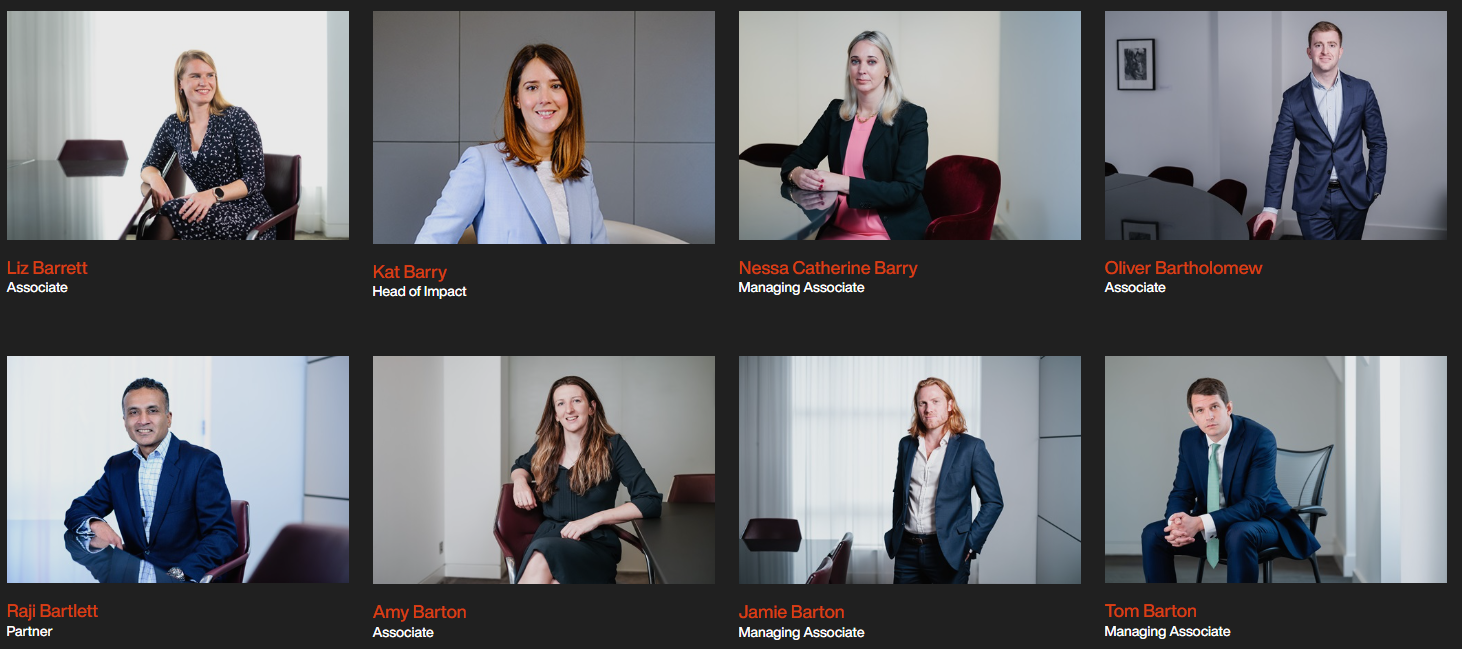 Liz Barrett
Associate
Kat Barry
Head of Impact
Nessa Catherine Barry
Managing Associate
Oliver Bartholomew
Associate
Raji Bartlett
Partner
Amy Barton
Associate
Jamie Barton
Managing Associate
Tom Barton
Managing Associate